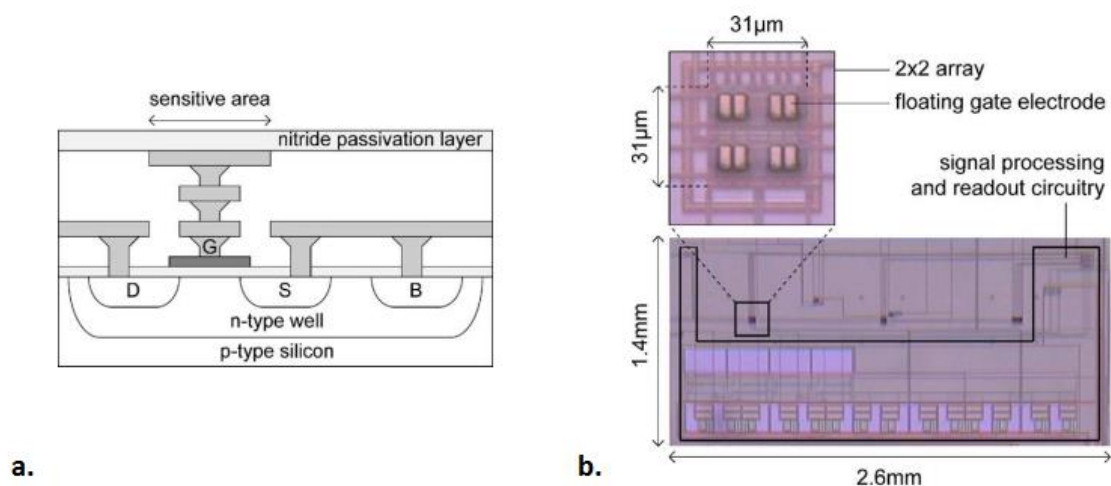 sensitive area
nitride passivation layer
G
D
S
B
n-type well
p-type silicon
a.
31µm
31µm
2x2 array
floating gate electrode
signal processing
and readout circuitry
1.4mm
2.6mm
b.